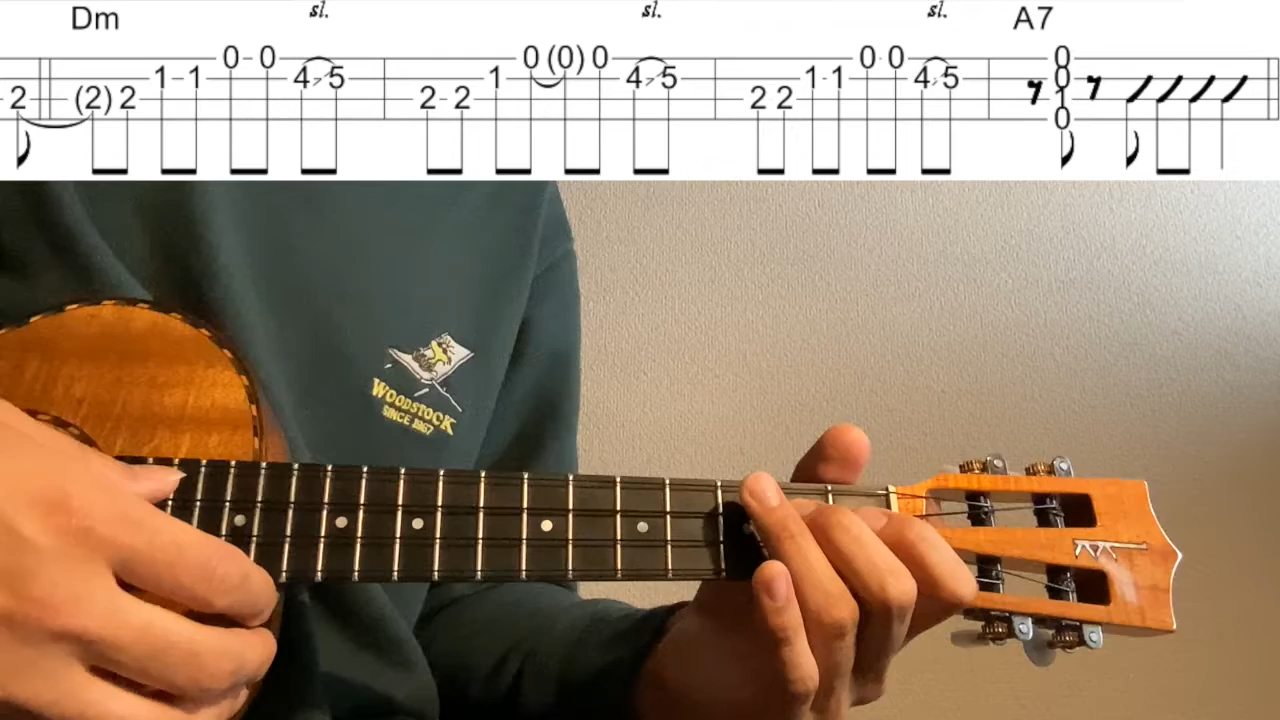 sl. sl. sl.
Dm A7
0 0 0 (0) 0 0 0 0
1 1 4 5 1 4 5 1 1 4 5 0
2 (2) 2 2 2 2 2 1
0
WOODSTOCK
SINCE 1967